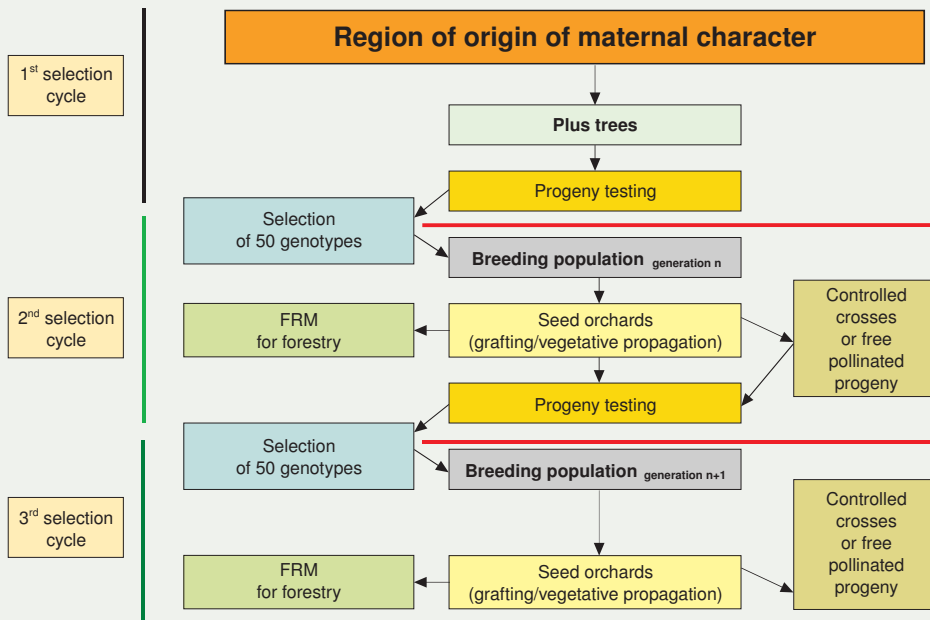 Region of origin of maternal character
1st selection
cycle
Plus trees
Progeny testing
Selection
of 50 genotypes
Breeding population generation n
2nd selection
cycle
FRM
for forestry
Seed orchards
(grafting/vegetative propagation)
Controlled
crosses
or free
pollinated
progeny
Progeny testing
Selection
of 50 genotypes
Breeding population generation n+1
3rd selection
cycle
Controlled
crosses
or free
pollinated
progeny
FRM
for forestry
Seed orchards
(grafting/vegetative propagation)